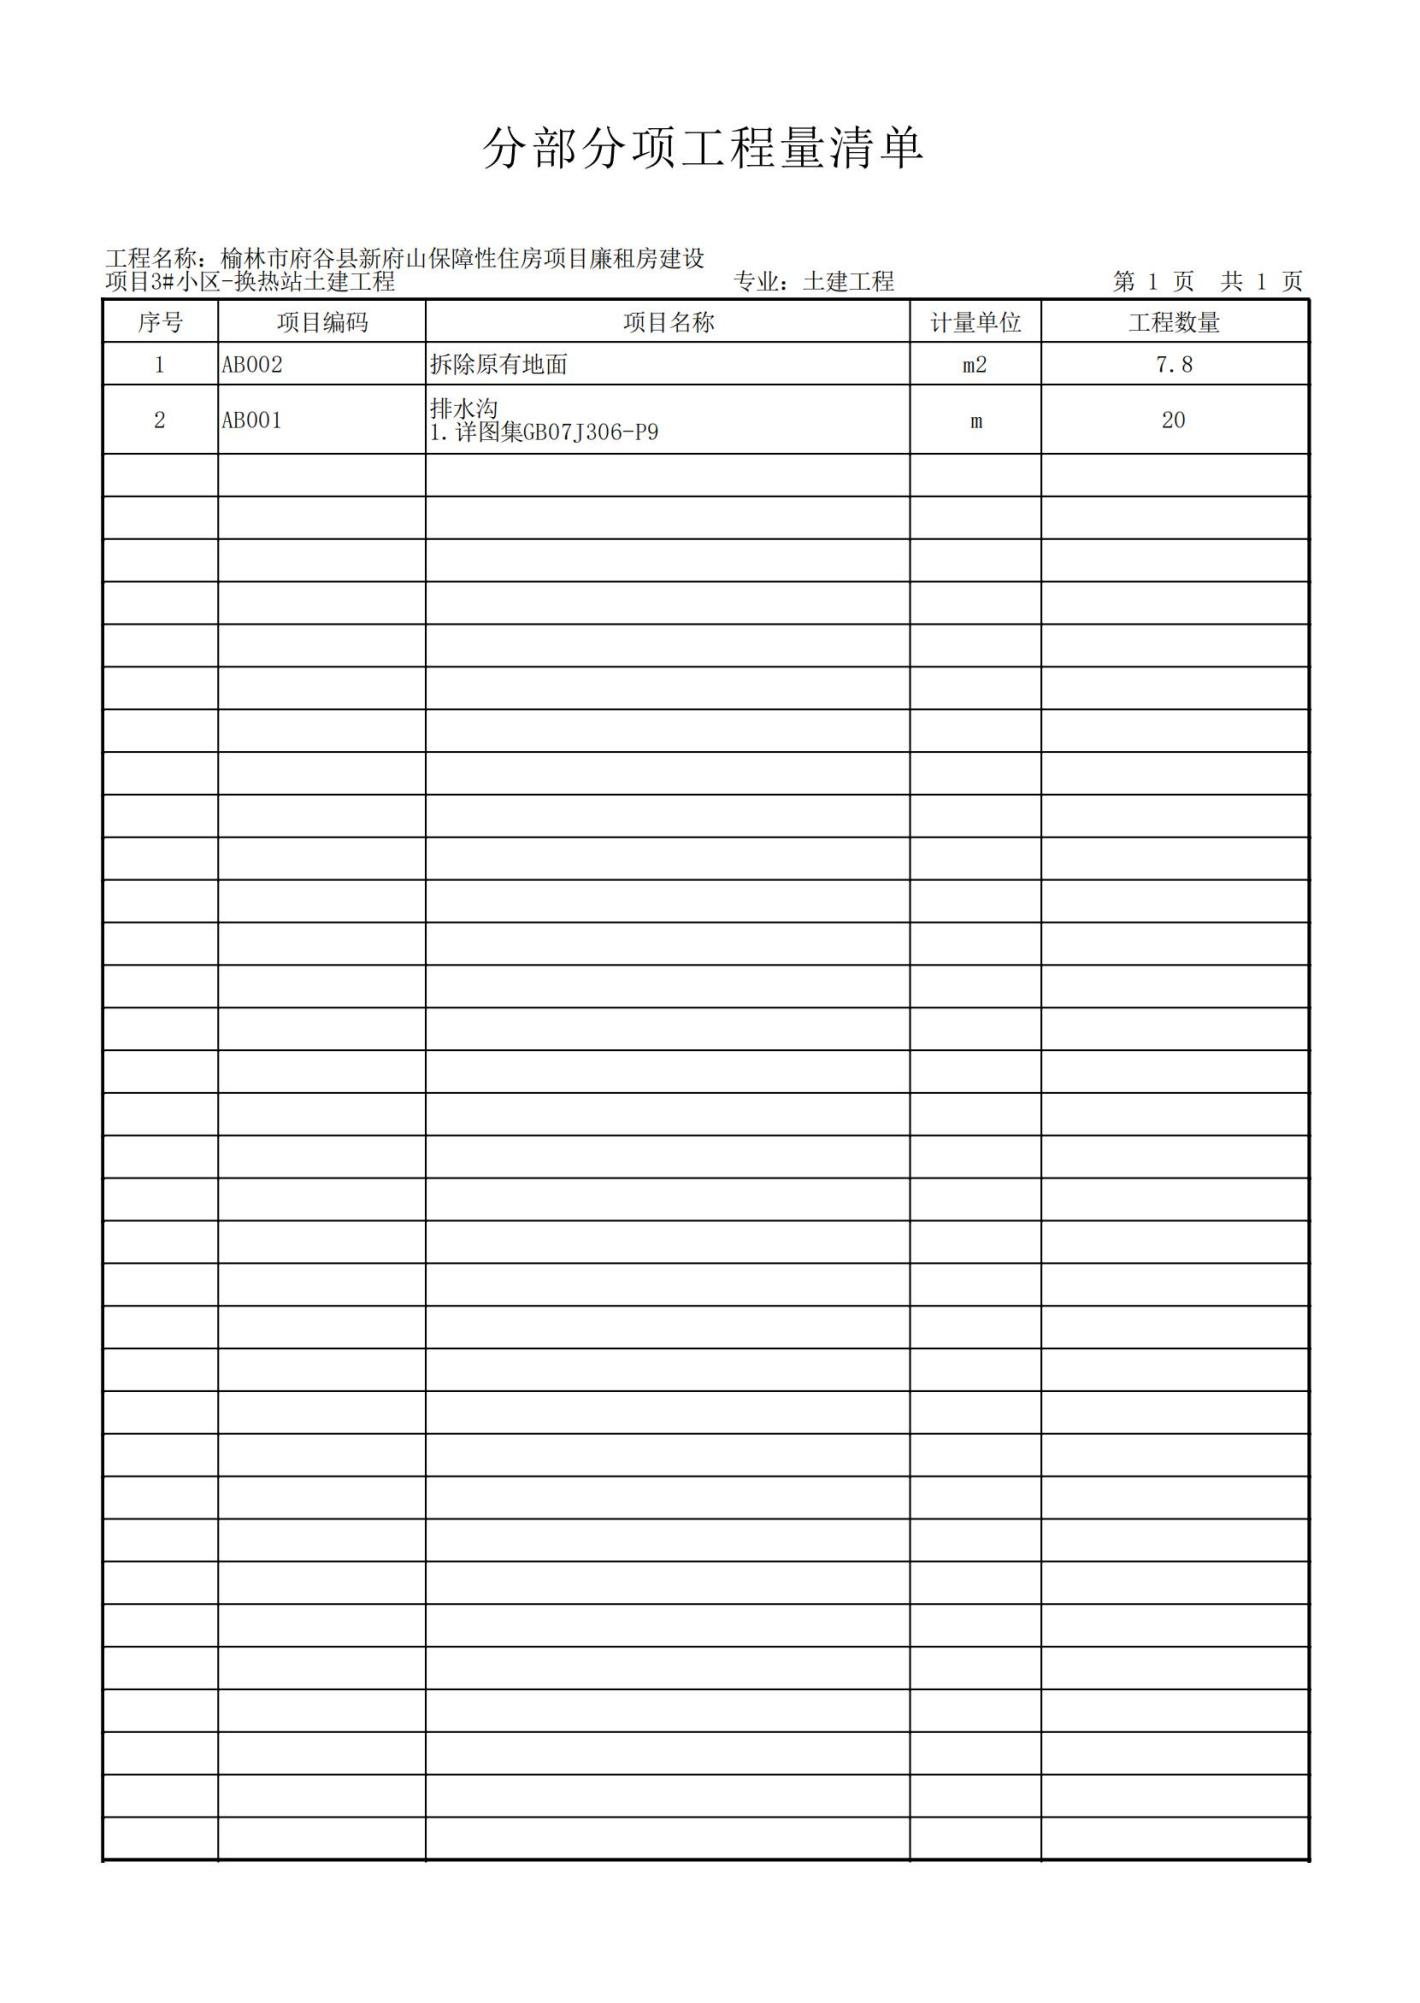 分部分项工程量清单
工程名称：榆林市府谷县新府山保障性住房项目廉租房建设
项目3#小区-换热站土建工程 专业：土建工程 第 1 页 共 1 页
序号 项目编码 项目名称 计量单位 工程数量
1 AB002 拆除原有地面 m2 7.8
2 AB001 排水沟
1.详图集GB07J306-P9 m 20